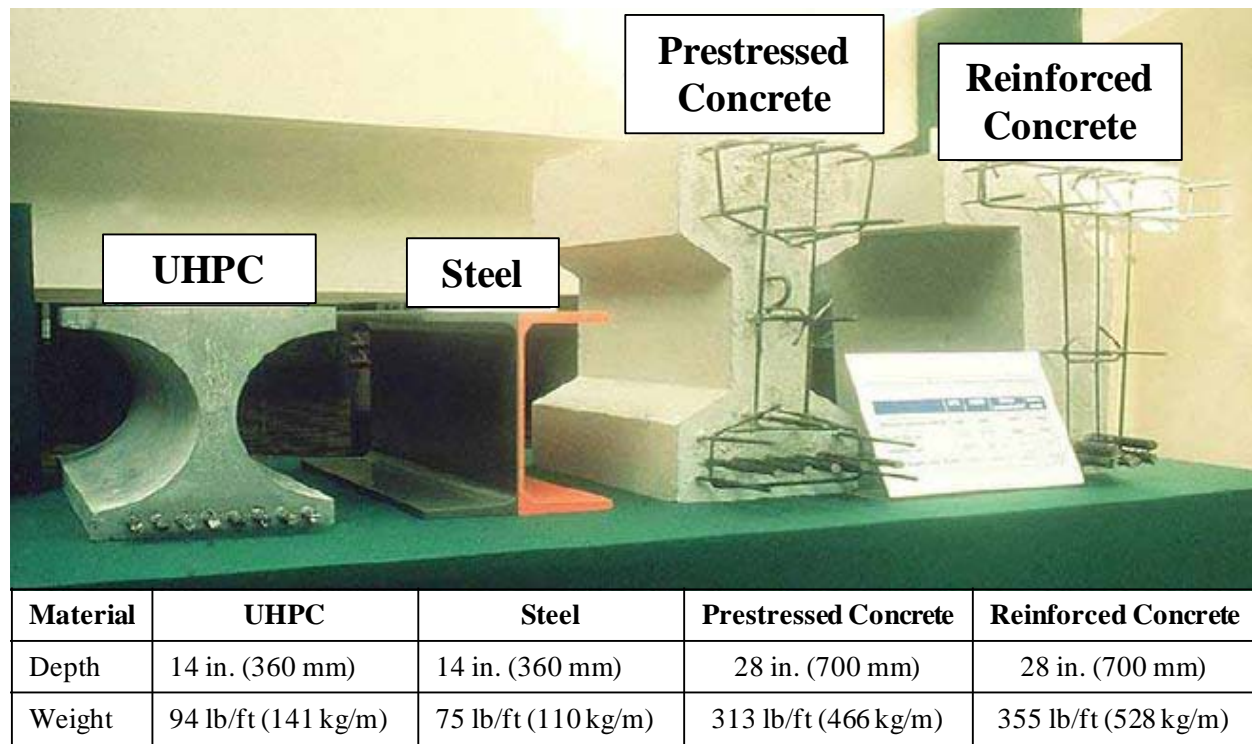 Prestressed
Concrete
Reinforced
Concrete
UHPC
Steel
Material UHPC Steel Prestressed Concrete Reinforced Concrete
Depth 14 in. (360 mm) 14 in. (360 mm) 28 in. (700 mm) 28 in. (700 mm)
Weight 94 lb/ft (141 kg/m) 75 lb/ft (110 kg/m) 313 lb/ft (466 kg/m) 355 lb/ft (528 kg/m)